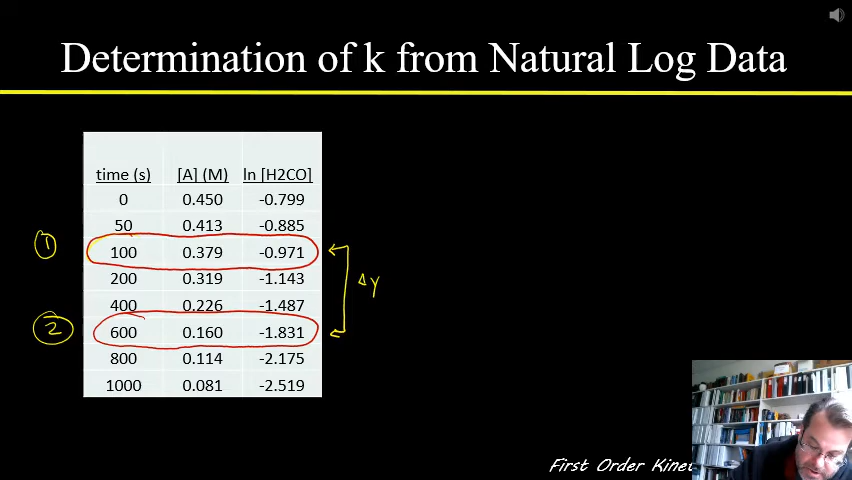 Determination of k from Natural Log Data
time (s) [A] (M) ln [H2CO]
0 0.450 -0.799
50 0.413 -0.885
1 100 0.379 -0.971
200 0.319 -1.143
Δy
400 0.226 -1.487
2 600 0.160 -1.831
800 0.114 -2.175
1000 0.081 -2.519
First Order